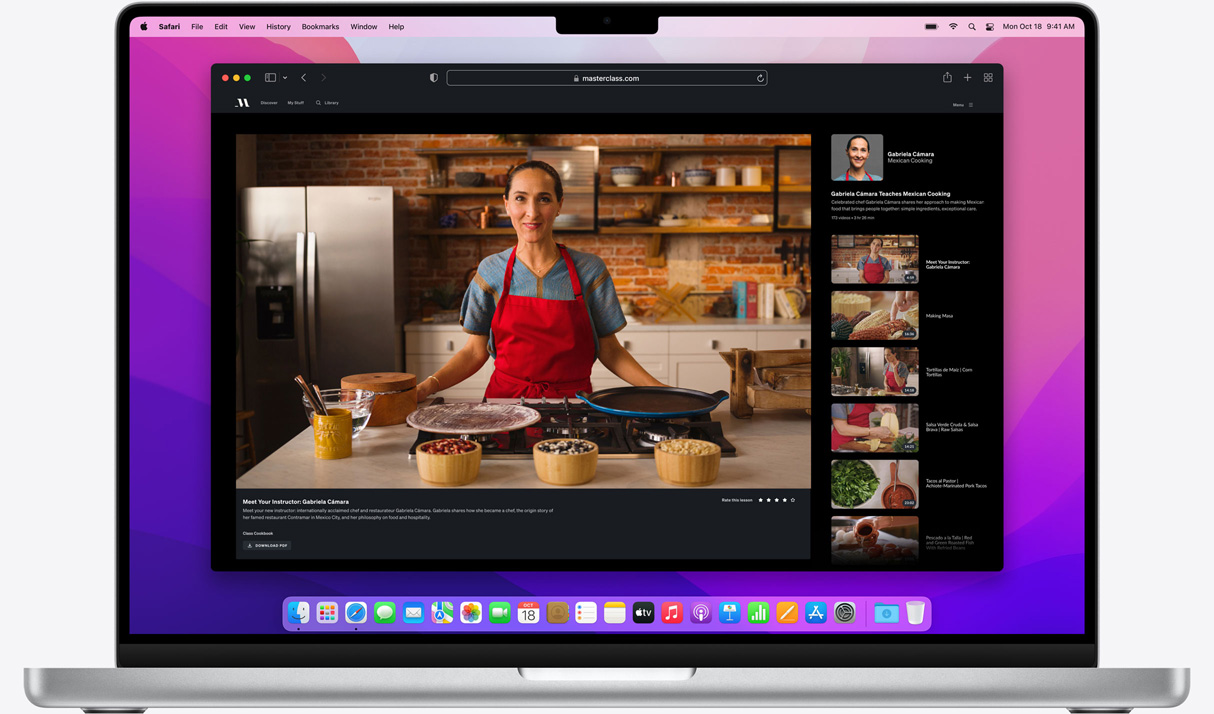 Safari File Edit View History Bookmarks Window Help
Mon Oct 18 9:41 AM
masterclass.com
Discover My Stuff Library
Menu
Gabriela Cámara
Mexican Cooking
Gabriela Cámara Teaches Mexican Cooking
Celebrated chef Gabriela Cámara shares her approach to making Mexican
food that brings people together: simple ingredients, exceptional care.
Meet Your Instructor:
Gabriela Cámara
Making Masa
Tortillas de Maíz | Corn
Tortillas
Salsa Verde Cruda & Salsa
Brava | Raw Salsas
14:21
Tacos al Pastor |
Achiote-Marinated Pork Tacos
23:02
Pescado a la Talla | Red
and Green Roasted Fish
With Refried Beans
Meet Your Instructor: Gabriela Cámara
Rate this lesson
Meet your new instructor: internationally acclaimed chef and restaurateur Gabriela Cámara. Gabriela shares how she became a chef, the origin story of
her famed restaurant Contramar in Mexico City, and her philosophy on food and hospitality.
Class Cookbook
DOWNLOAD PDF
OCT
18
tv